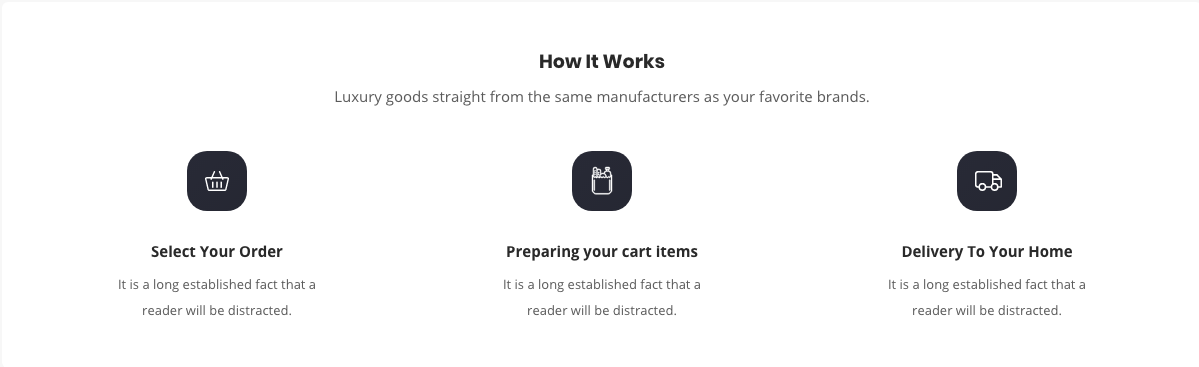 How It Works
Luxury goods straight from the same manufacturers as your favorite brands.
Select Your Order
It is a long established fact that a
reader will be distracted.
Preparing your cart items
It is a long established fact that a
reader will be distracted.
Delivery To Your Home
It is a long established fact that a
reader will be distracted.